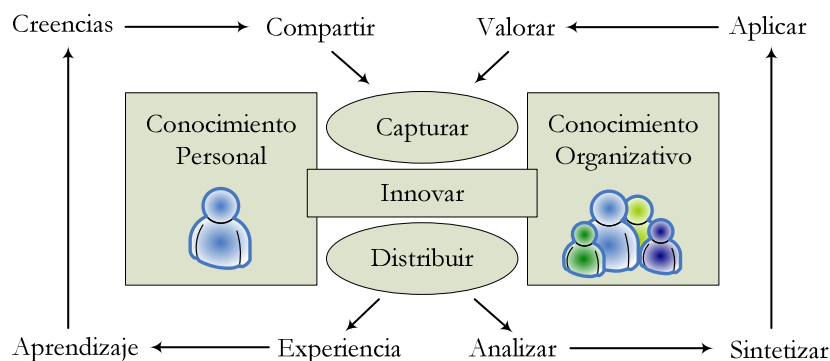 Creencias
Compartir
Valorar
Aplicar
Conocimiento
Personal
Capturar
Innovar
Distribuir
Conocimiento
Organizativo
Aprendizaje
Experiencia
Analizar
Sintetizar